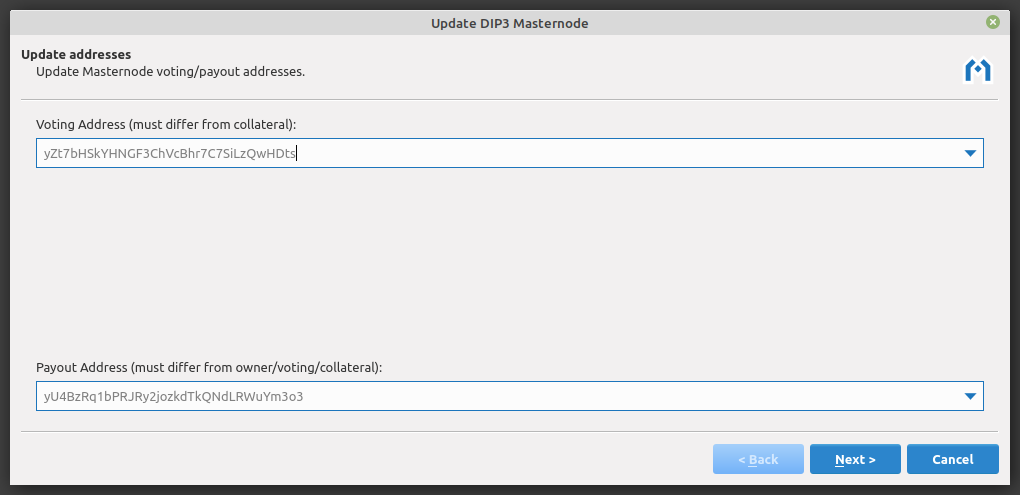 Update DIP3 Masternode
Update addresses
Update Masternode voting/payout addresses.
Voting Address (must differ from collateral):
yZt7bHSkYHNGF3ChVcBhr7C7SiLzQwHDts
Payout Address (must differ from owner/voting/collateral):
yU4BzRq1bPRJRy2jozkdTkQNdLRWuYm3o3
< Back
Next >
Cancel